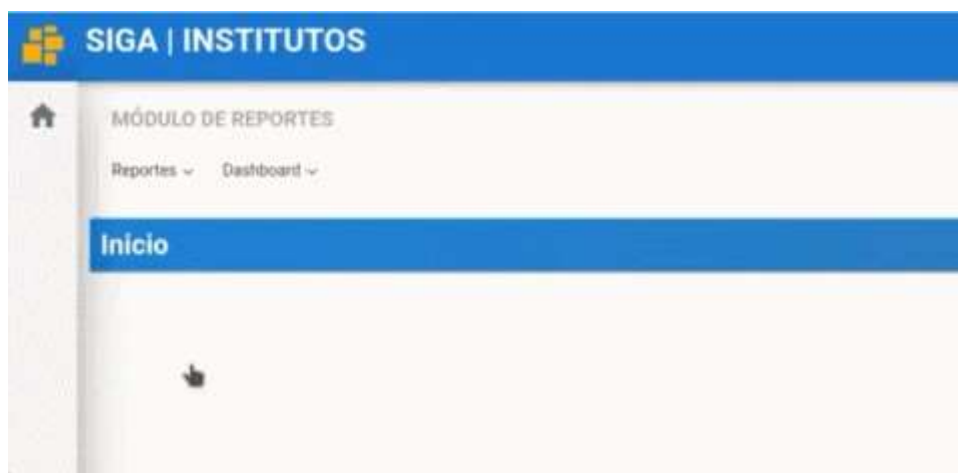 SIGA | INSTITUTOS
MÓDULO DE REPORTES
Reportes Dashboard
Inicio